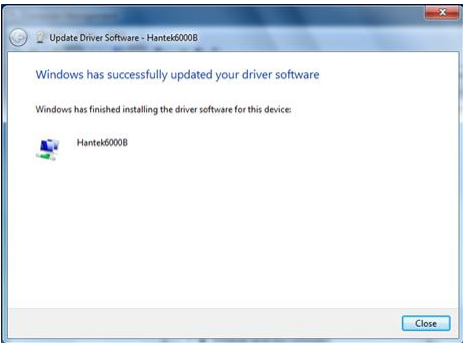 Update Driver Software - Hantek6000B
Windows has successfully updated your driver software
Windows has finished installing the driver software for this device:
Hantek6000B
Close